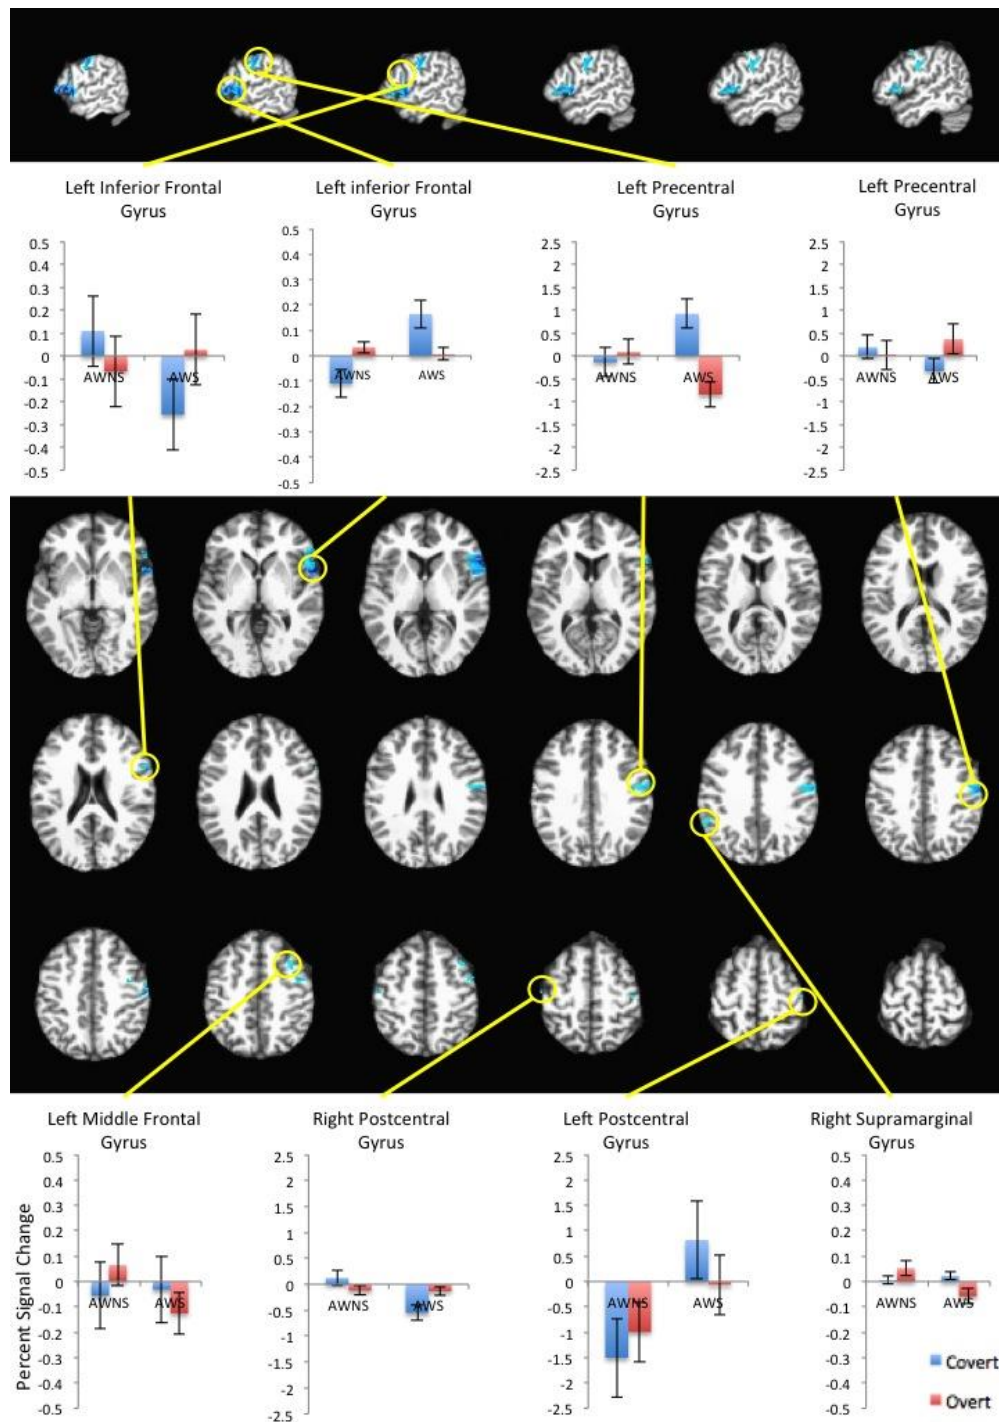 Left Inferior Frontal
Gyrus
Left inferior Frontal
Gyrus
Left Precentral
Gyrus
Left Precentral
Gyrus
0.5
0.4
0.3
0.2
0.1
0
-0.1
-0.2
-0.3
-0.4
-0.5
AWNS
AWS
0.5
0.4
0.3
0.2
0.1
0
-0.1
-0.2
-0.3
-0.4
-0.5
AWNS
AWS
2.5
2
1.5
1
0.5
0
-0.5
-1
-1.5
-2
-2.5
AWNS
AWS
2.5
2
1.5
1
0.5
0
-0.5
-1
-1.5
-2
-2.5
AWNS
AWS
Left Middle Frontal
Gyrus
Right Postcentral
Gyrus
Left Postcentral
Gyrus
Right Supramarginal
Gyrus
Percent Signal Change
0.5
0.4
0.3
0.2
0.1
0
-0.1
-0.2
-0.3
-0.4
-0.5
AWNS
AWS
2.5
2
1.5
1
0.5
0
-0.5
-1
-1.5
-2
-2.5
AWNS
AWS
2.5
2
1.5
1
0.5
0
-0.5
-1
-1.5
-2
-2.5
AWNS
AWS
0.5
0.4
0.3
0.2
0.1
0
-0.1
-0.2
-0.3
-0.4
-0.5
AWNS
AWS
Covert
Overt